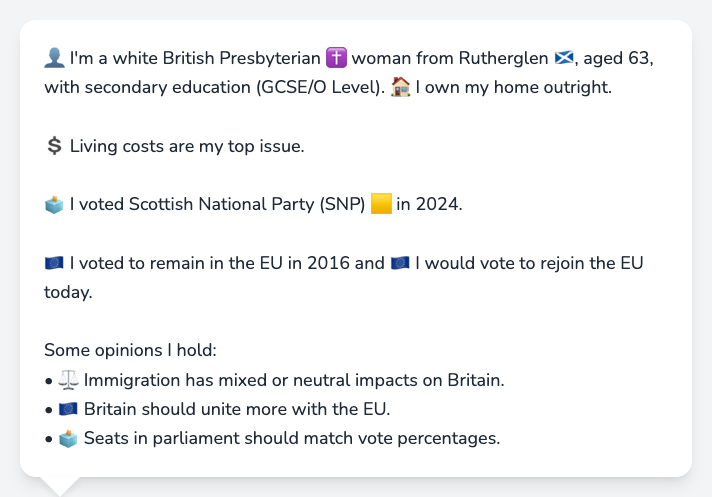 👤 I'm a white British Presbyterian ✝️ woman from Rutherglen 🏴󠁧󠁢󠁳󠁣󠁴󠁿, aged 63,
with secondary education (GCSE/O Level). 🏠 I own my home outright.
💲 Living costs are my top issue.
🗳️ I voted Scottish National Party (SNP) 🟨 in 2024.
🇪🇺 I voted to remain in the EU in 2016 and 🇪🇺 I would vote to rejoin the EU
today.
Some opinions I hold:
• ⚖️ Immigration has mixed or neutral impacts on Britain.
• 🇪🇺 Britain should unite more with the EU.
• 🗳️ Seats in parliament should match vote percentages.